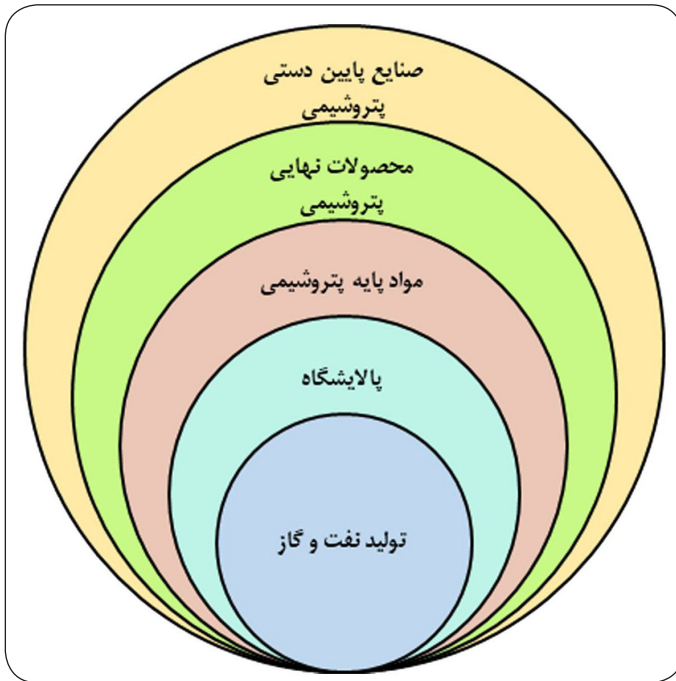 صنایع پایین دستی
پتروشیمی
محصولات نهایی
پتروشیمی
مواد پایه پتروشیمی
پالایشگاه
تولید نفت و گاز